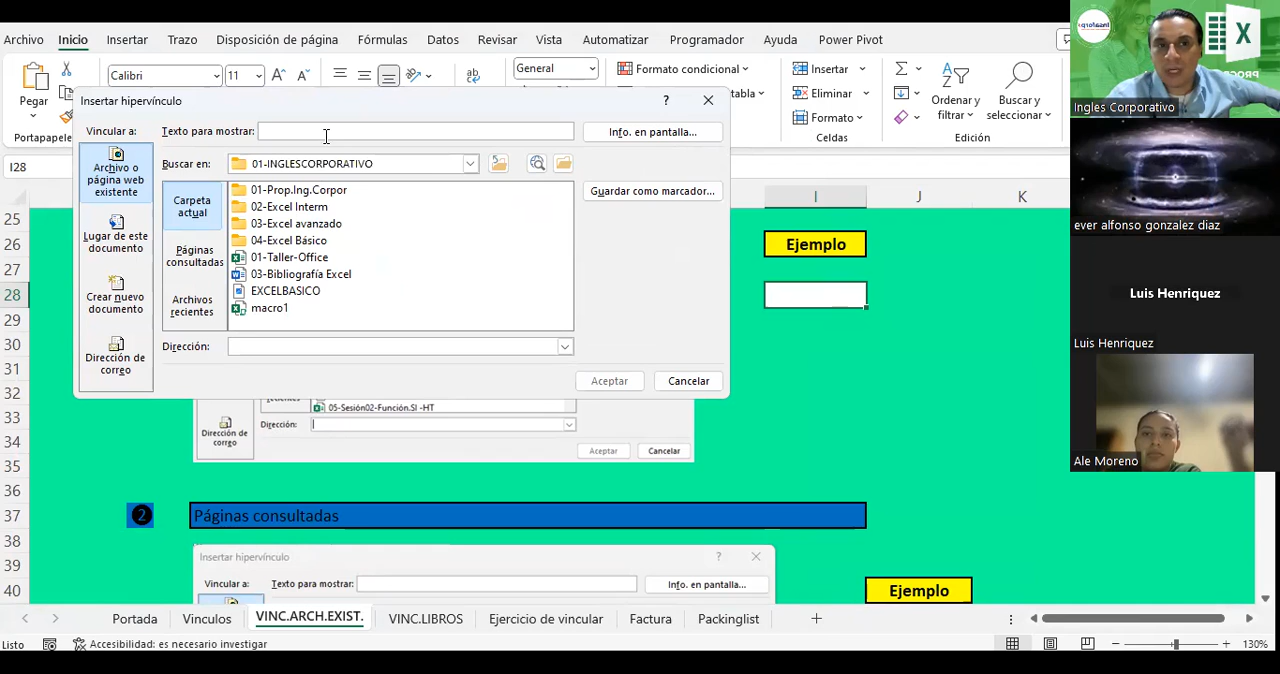 Archivo Inicio Insertar Trazo Disposición de página Datos Vista Automatizar Programador Ayuda Power Pivot
Pegar
Portapapele
Calibri 11
ab
General
Formato condicional
Insertar
Eliminar
Formato
Celdas
Ordenar y
filtrar
Buscar y
seleccionar
I28
Insertar hipervínculo ? ×
Vincular a:
Texto para mostrar:
Info. en pantalla...
Archivo o
página web
existente
Lugar de este
documento
Crear nuevo
documento
Dirección de
corgo
Buscar en: 01-INGLESCORPORATIVO
Carpeta
actual
Páginas
consultadas
Archivos
recientes
01-Prop.Ing.Corpor
02-Excel Interm
03-Excel avanzado
04-Excel Básico
01-Taller-Office
03-Bibliografía Excel
EXCELBASICO
macro1
Guardar como marcador...
Dirección:
Aceptar Cancelar
I J K
25
26 Ejemplo
27
28
29
30
31
32
33
34
35
36
37
38
39
40
05-Sesión02-Función.SI -HT
Dirección de
corgo
Dirección:
Aceptar Cancelar
2 Páginas consultadas
Insertar hipervínculo ? ×
Vincular a: Texto para mostrar: Info. en pantalla...
Ejemplo
Portada Vinculos VINC.ARCH.EXIST. VINC.LIBROS Ejercicio de vincular Factura Packinglist +
Listo Accesibilidad: es necesario investigar 130%
X
Ingles Corporativo
ever alfonso gonzalez diaz
Luis Henriquez
Luis Henriquez
Ale Moreno